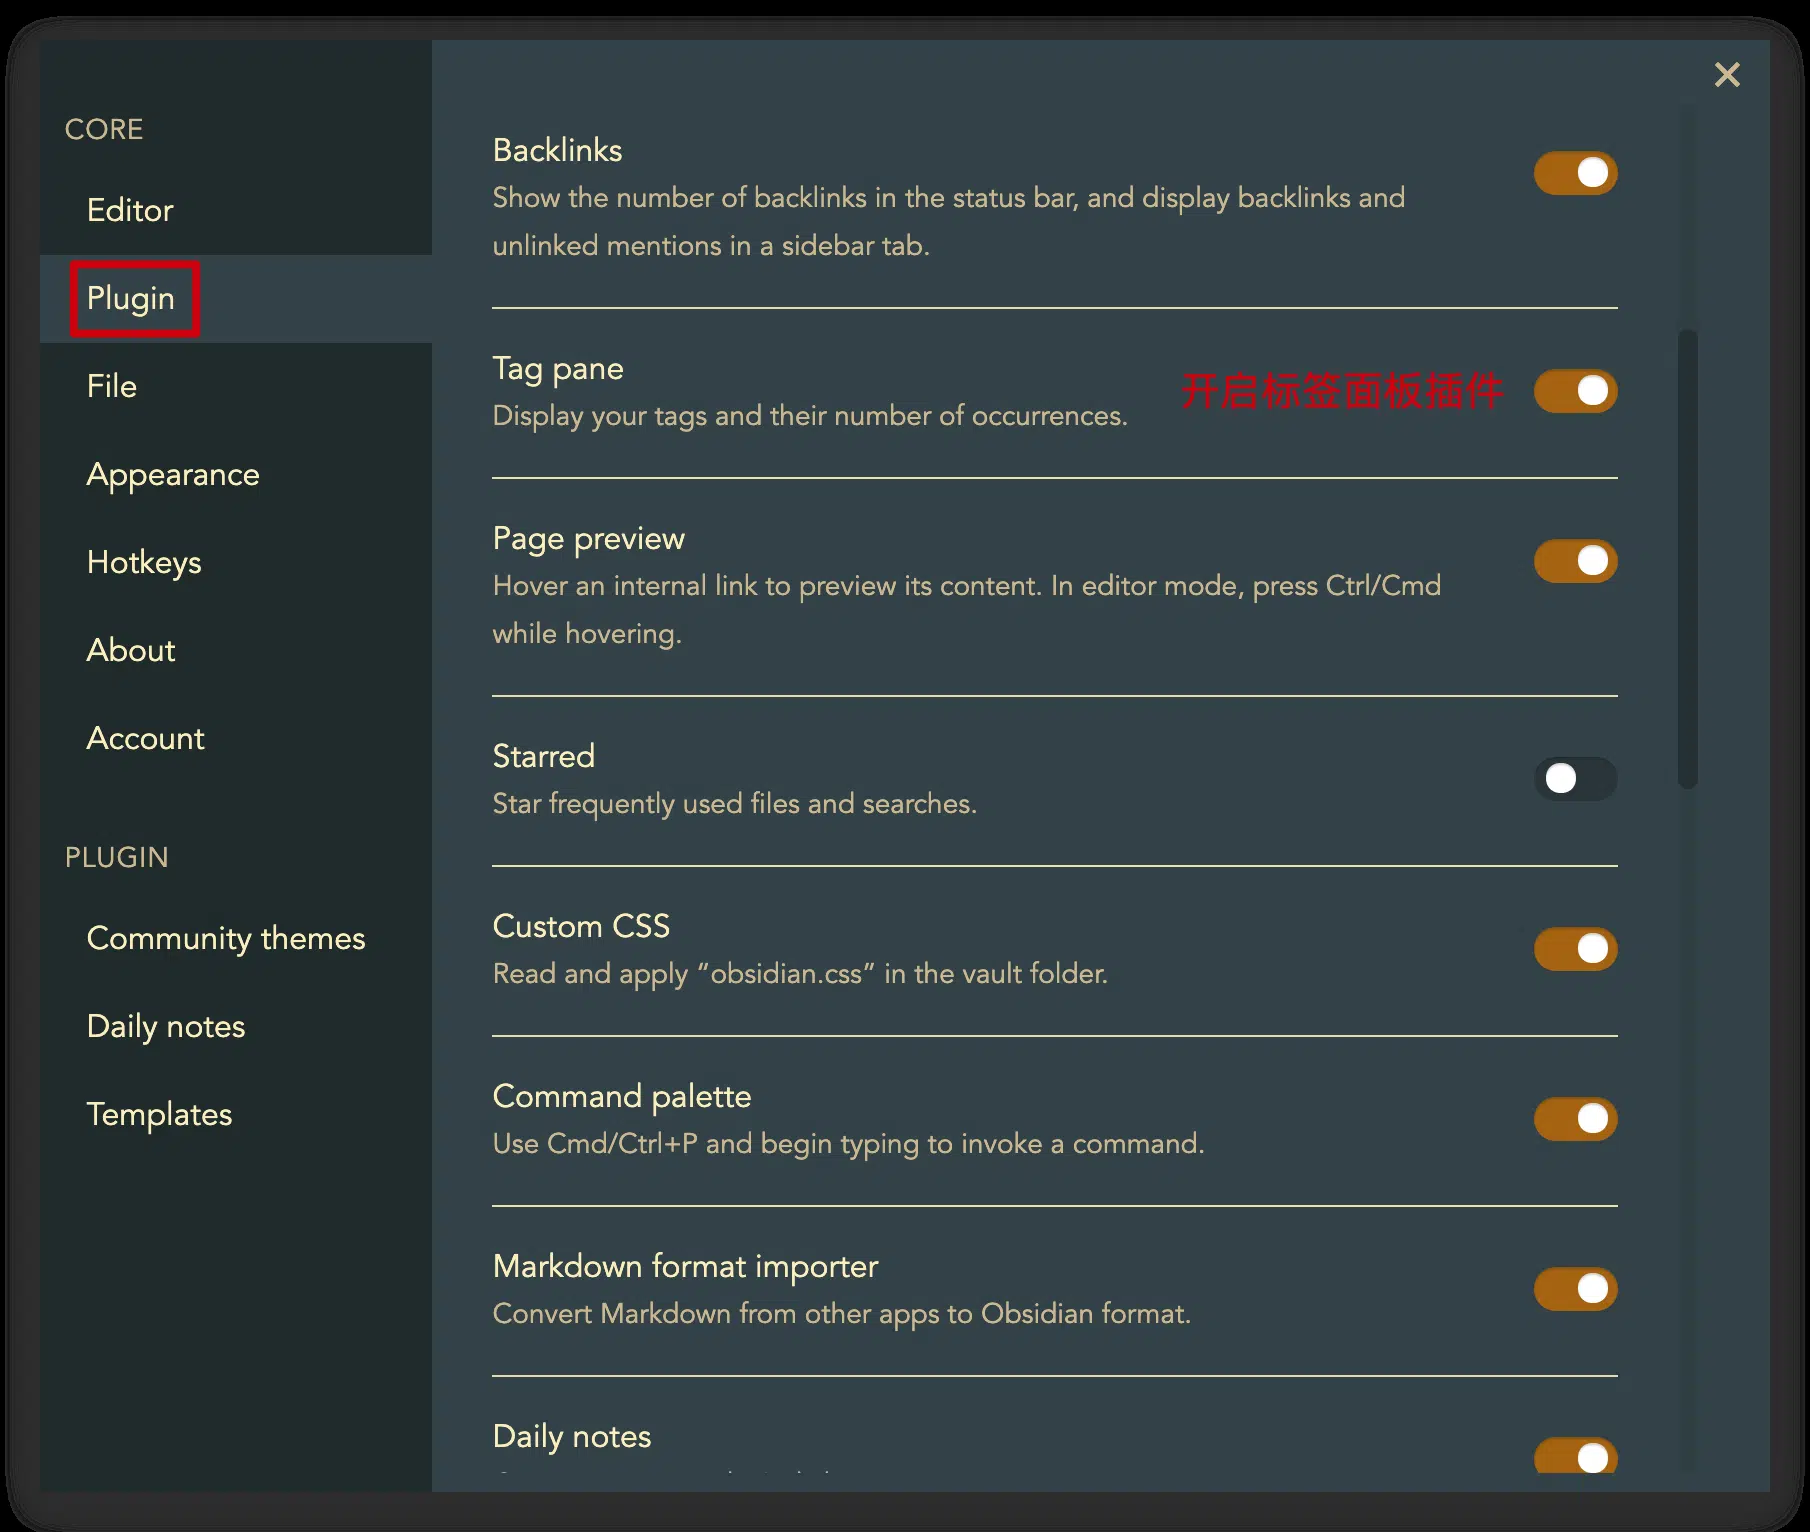 CORE
Editor
Plugin
File
Appearance
Hotkeys
About
Account
PLUGIN
Community themes
Daily notes
Templates
Backlinks
Show the number of backlinks in the status bar, and display backlinks and
unlinked mentions in a sidebar tab.
Tag pane
Display your tags and their number of occurrences.
开启标签面板插件
Page preview
Hover an internal link to preview its content. In editor mode, press Ctrl/Cmd
while hovering.
Starred
Star frequently used files and searches.
Custom CSS
Read and apply “obsidian.css” in the vault folder.
Command palette
Use Cmd/Ctrl+P and begin typing to invoke a command.
Markdown format importer
Convert Markdown from other apps to Obsidian format.
Daily notes